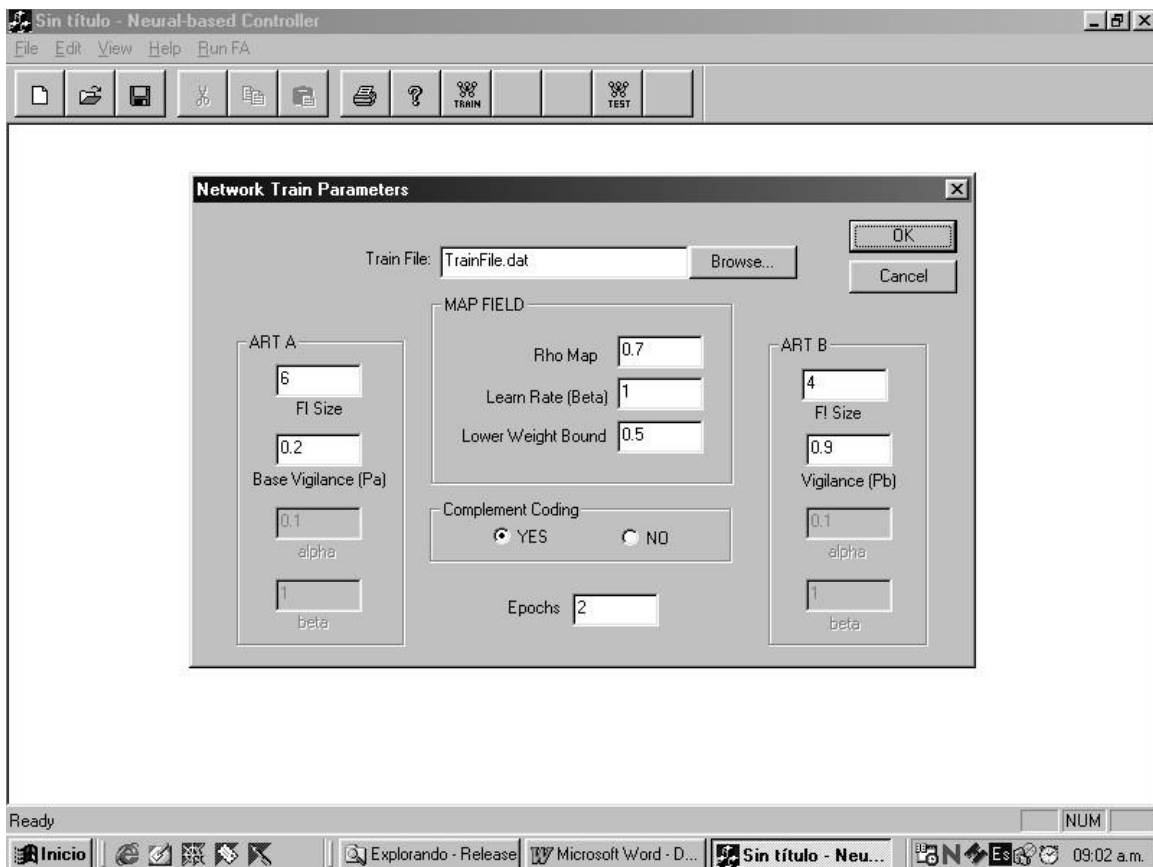 Sin título - Neural-based Controller
File Edit View Help Run FA
TRAIN
TEST
Network Train Parameters
OK
Train File: TrainFile.dat Browse...
Cancel
MAP FIELD
Rho Map 0.7
Learn Rate (Beta) 1
Lower Weight Bound 0.5
ART A
6
FI Size
0.2
Base Vigilance (Pa)
0.1
alpha
1
beta
ART B
4
F! Size
0.9
Vigilance (Pb)
0.1
alpha
1
beta
Complement Coding
YES NO
Epochs 2
Ready NUM
Inicio Explorando - Release Microsoft Word - D... Sin título - Neu... Es 09:02 a.m.